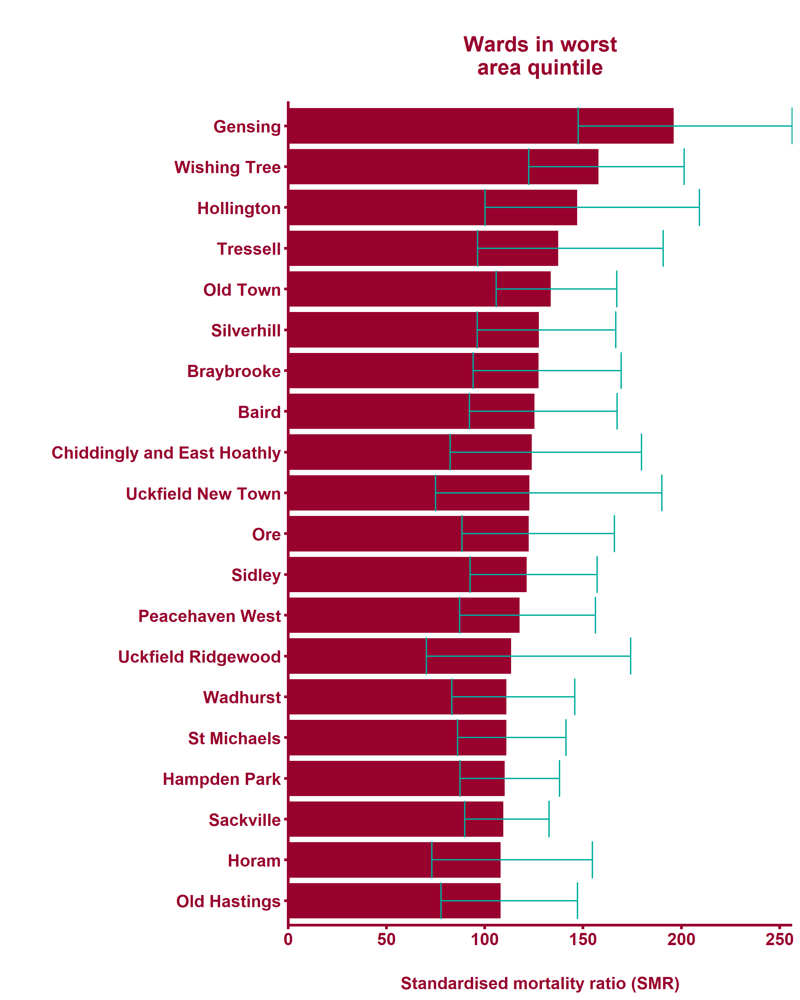 Wards in worst
area quintile
Gensing
Wishing Tree
Hollington
Tressell
Old Town
Silverhill
Braybrooke
Baird
Chiddingly and East Hoathly
Uckfield New Town
Ore
Sidley
Peacehaven West
Uckfield Ridgewood
Wadhurst
St Michaels
Hampden Park
Sackville
Horam
Old Hastings
0 50 100 150 200 250
Standardised mortality ratio (SMR)